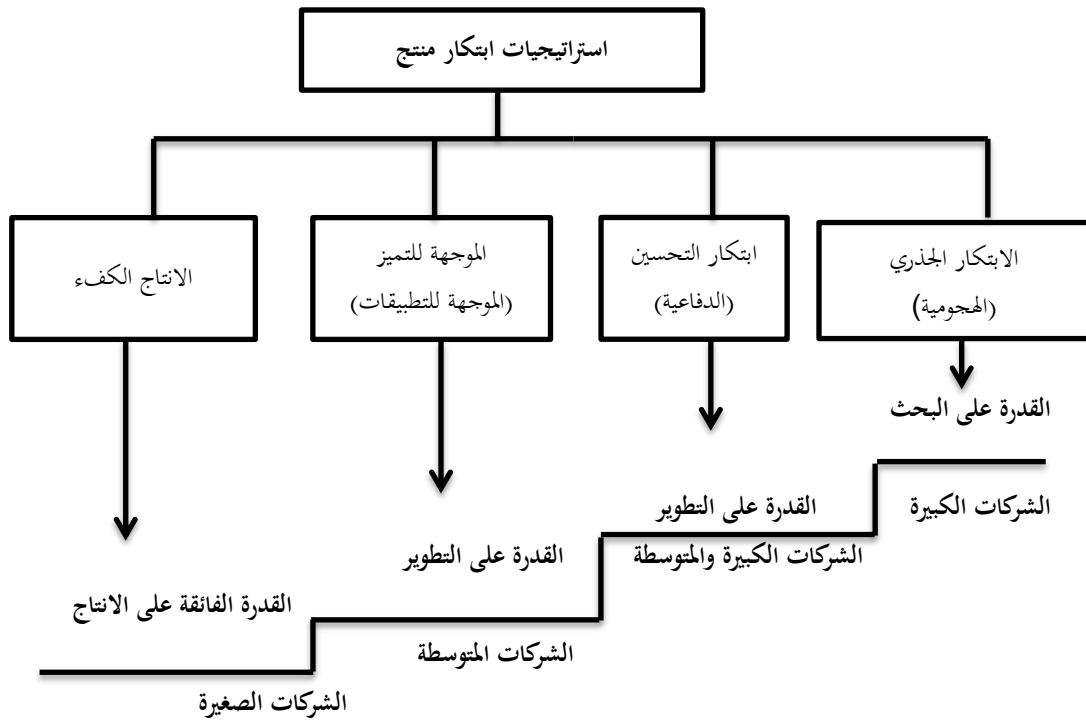 استراتيجيات ابتكار منتج
الابتكار الجذري
(الهجومية)
ابتكار التحسين
(الدفاعية)
الموجهة للتميز
(الموجهة للتطبيقات)
الانتاج الكفء
القدرة على البحث
الشركات الكبيرة
القدرة على التطوير
الشركات الكبيرة والمتوسطة
القدرة على التطوير
الشركات المتوسطة
القدرة الفائقة على الانتاج
الشركات الصغيرة